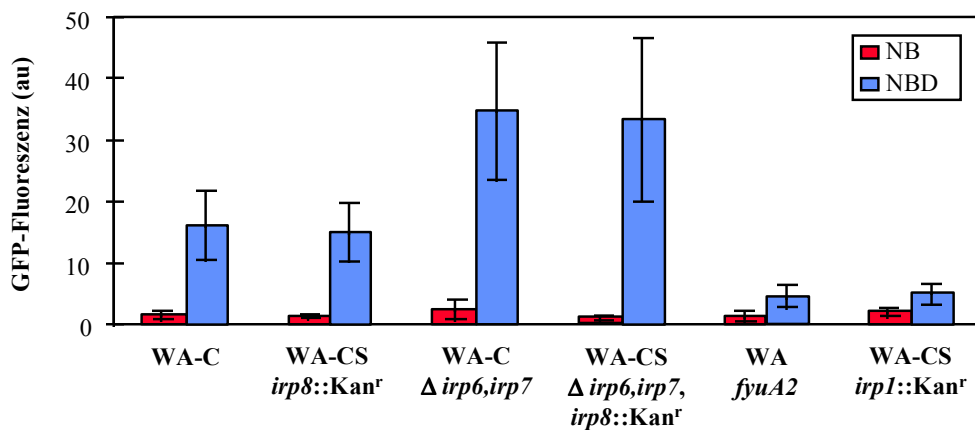 GFP-Fluoreszenz (au)
50
40
30
20
10
0
NB
NBD
WA-C
WA-CS
irp8::Kanʳ
WA-C
Δ irp6,irp7
WA-CS
Δ irp6,irp7,
irp8::Kanʳ
WA
fyuA2
WA-CS
irp1::Kanʳ